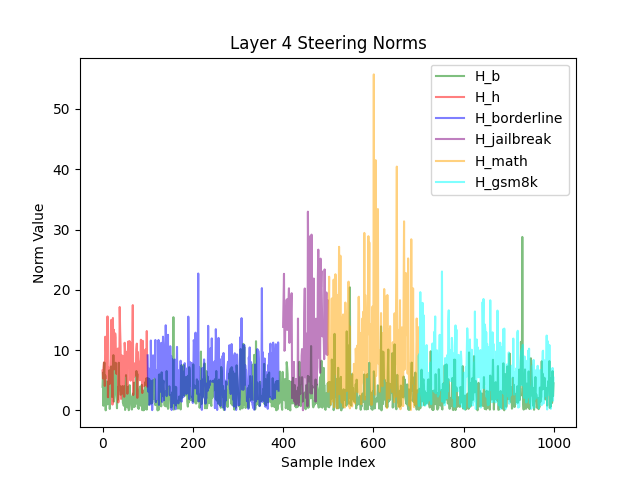 Layer 4 Steering Norms
Norm Value
50
40
30
20
10
0
0 200 400 600 800 1000
Sample Index
H_b
H_h
H_borderline
H_jailbreak
H_math
H_gsm8k